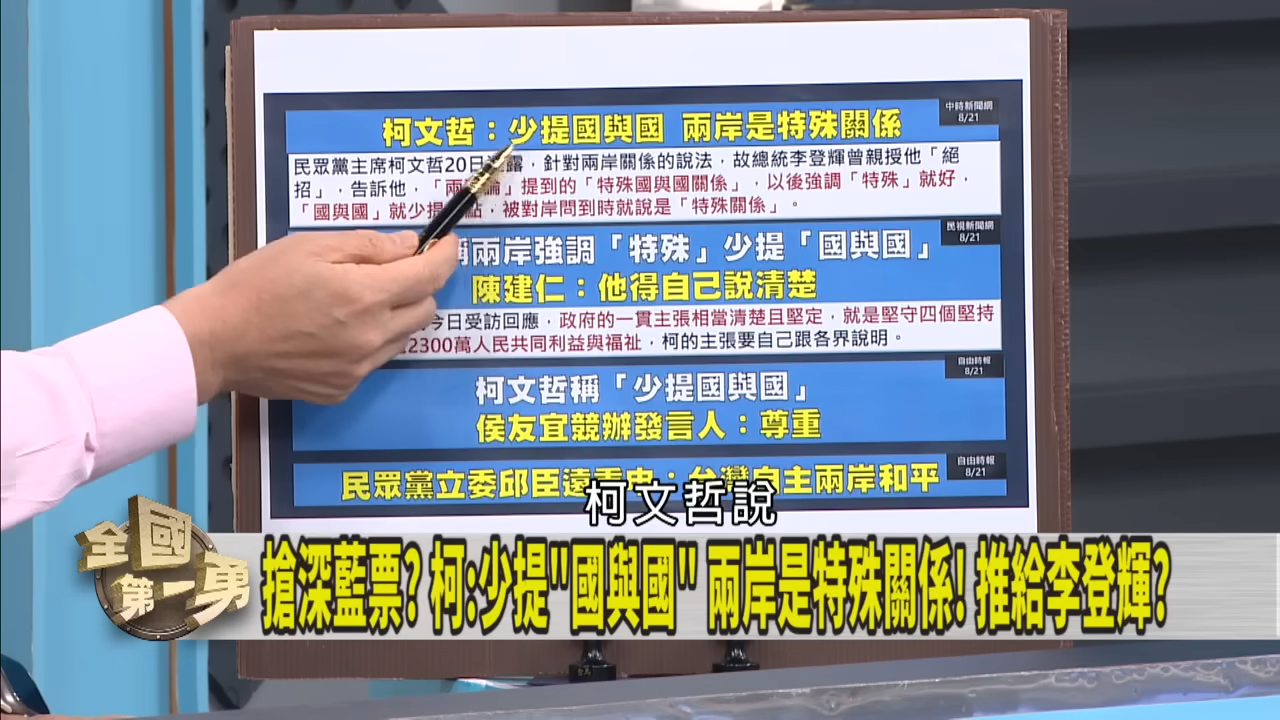 中時新聞網
8/21
柯文哲：少提國與國 兩岸是特殊關係
民眾黨主席柯文哲20日 露，針對兩岸關係的說法，故總統李登輝曾親授他「絕
招」，告訴他，「兩 論」提到的「特殊國與國關係」，以後強調「特殊」就好，
「國與國」就少提 點，被對岸問到時就說是「特殊關係」。
民視新聞網
8/21
稱兩岸強調「特殊」少提「國與國」
陳建仁：他得自己說清楚
今日受訪回應，政府的一貫主張相當清楚且堅定，就是堅守四個堅持
2300萬人民共同利益與福祉，柯的主張要自己跟各界說明。
自由時報
8/21
柯文哲稱「少提國與國」
侯友宜競辦發言人：尊重
自由時報
8/21
民眾黨立委邱臣遠重申：台灣自主兩岸和平
柯文哲說
全國第一勇
搶深藍票? 柯:少提"國與國" 兩岸是特殊關係! 推給李登輝?